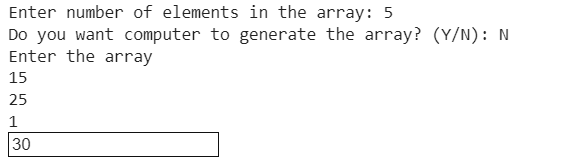 Enter number of elements in the array: 5
Do you want computer to generate the array? (Y/N): N
Enter the array
15
25
1
30